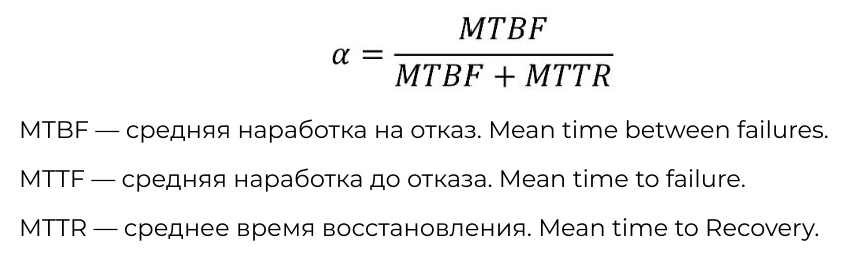 α = MTBF / (MTBF + MTTR)
MTBF — средняя наработка на отказ. Mean time between failures.
MTTF — средняя наработка до отказа. Mean time to failure.
MTTR — среднее время восстановления. Mean time to Recovery.